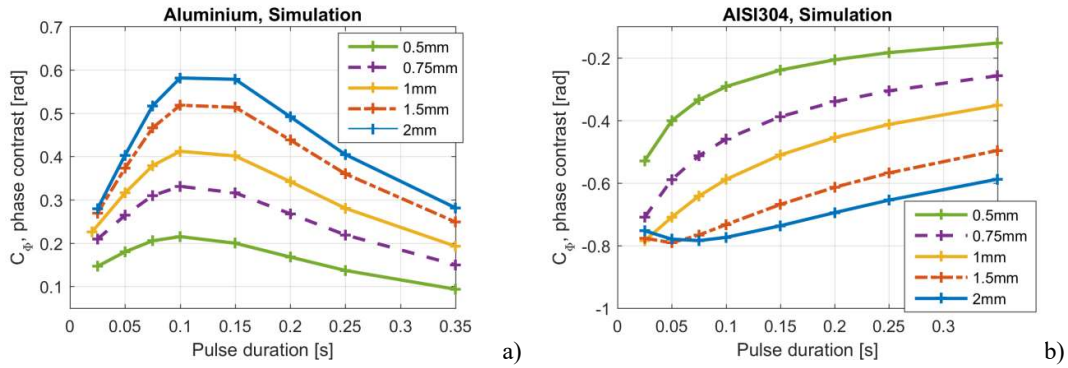 Aluminium, Simulation
0.7
0.6
0.5
0.4
0.3
0.2
0.1
0
0.05
0.1
0.15
0.2
0.25
0.3
0.35
C_Φ, phase contrast [rad]
Pulse duration [s]
0.5mm
0.75mm
1mm
1.5mm
2mm
a)
AISI304, Simulation
-0.2
-0.4
-0.6
-0.8
-1
0
0.05
0.1
0.15
0.2
0.25
0.3
C_Φ, phase contrast [rad]
Pulse duration [s]
0.5mm
0.75mm
1mm
1.5mm
2mm
b)